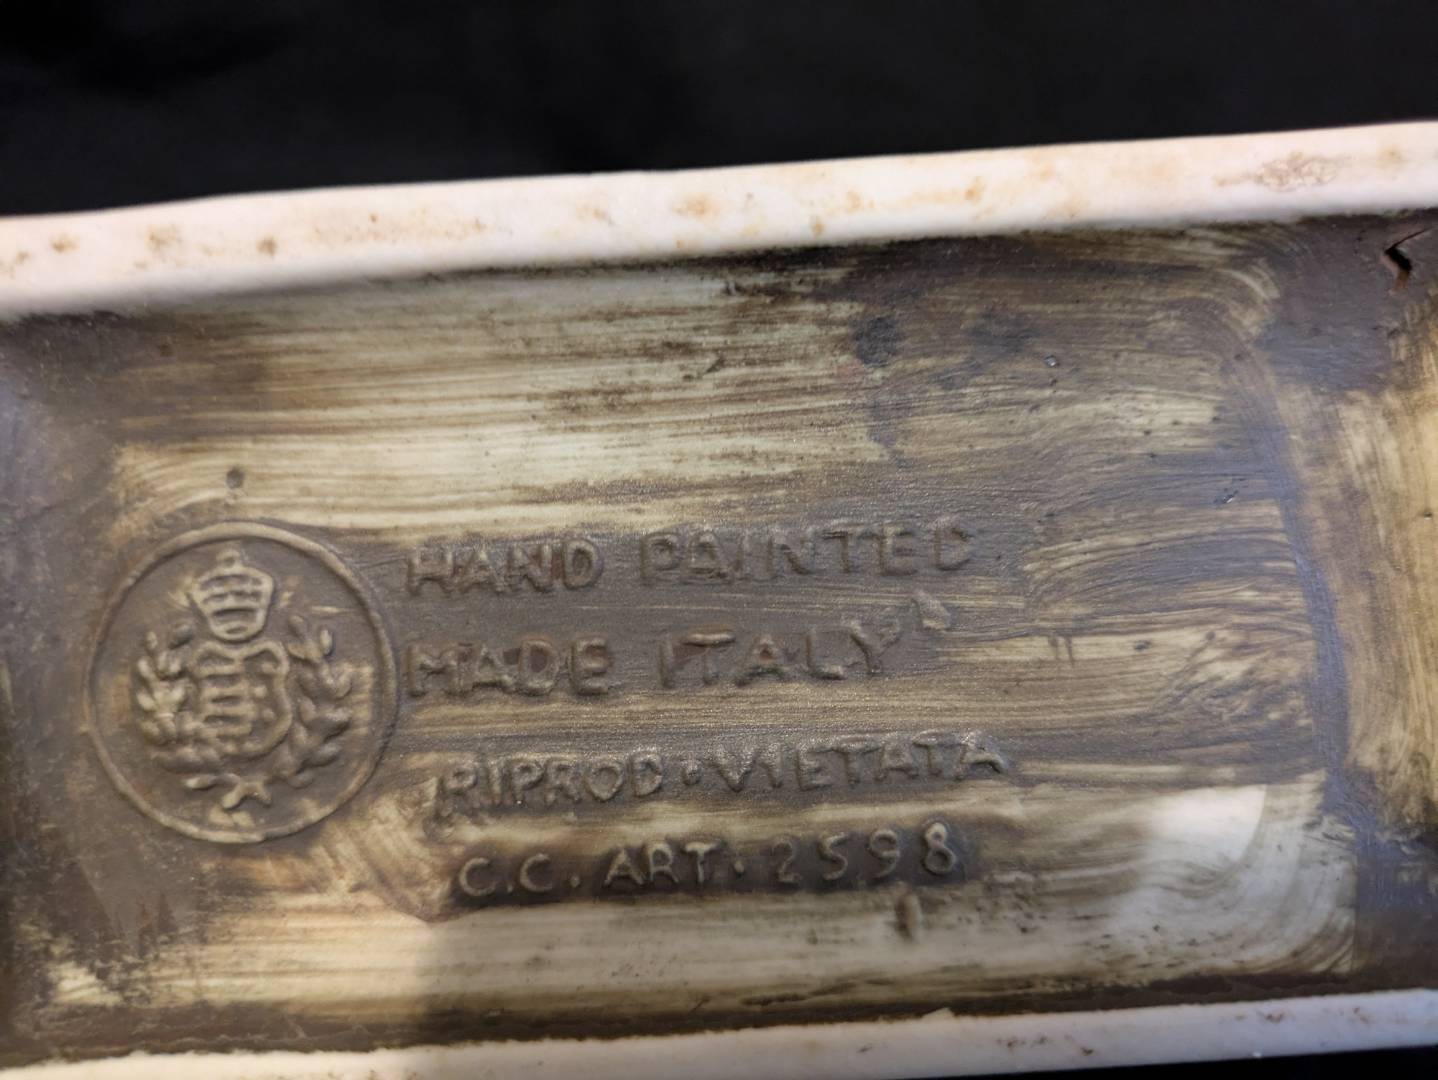 HAND PAINTED
MADE ITALY
RIPROD. VIETATA
C.C. ART. 2598